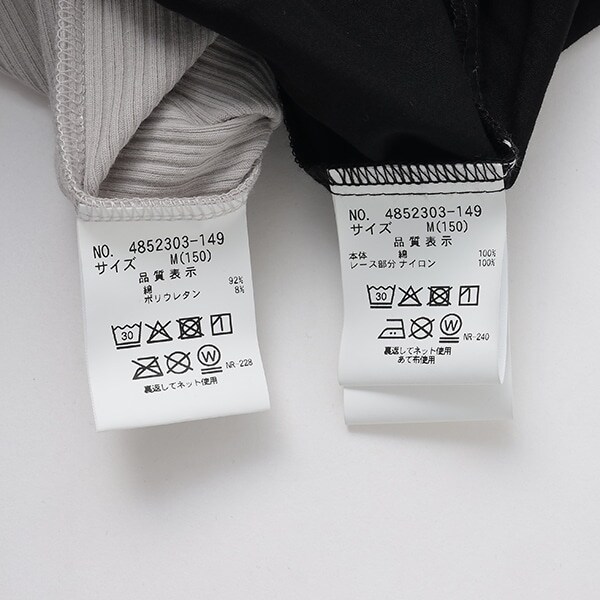 NO. 4852303-149
サイズ M(150)
品質表示
綿 92%
ポリウレタン 8%
30
W
NR-228
裏返してネット使用
NO. 4852303-149
サイズ M(150)
品質表示
本体 綿 100%
レース部分 ナイロン 100%
30
W
NR-240
裏返してネット使用
あて布使用